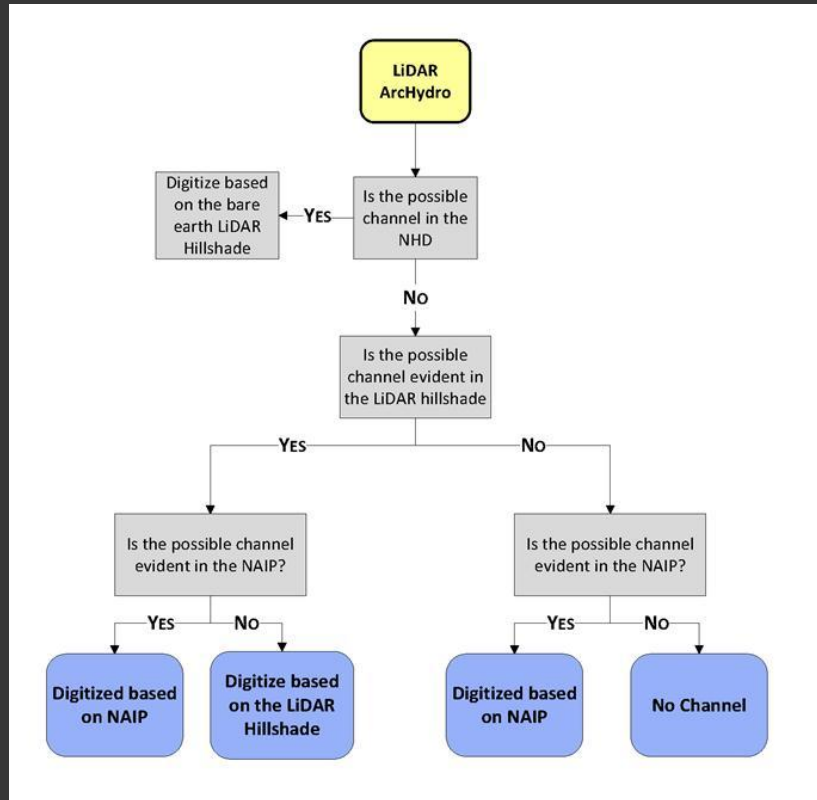 LiDAR
ArcHydro
Digitize based
on the bare
earth LiDAR
Hillshade
YES
Is the possible
channel in the
NHD
NO
Is the possible
channel evident in
the LiDAR hillshade
YES
NO
Is the possible channel
evident in the NAIP?
Is the possible channel
evident in the NAIP?
YES
NO
YES
NO
Digitized based
on NAIP
Digitize based
on the LiDAR
Hillshade
Digitized based
on NAIP
No Channel